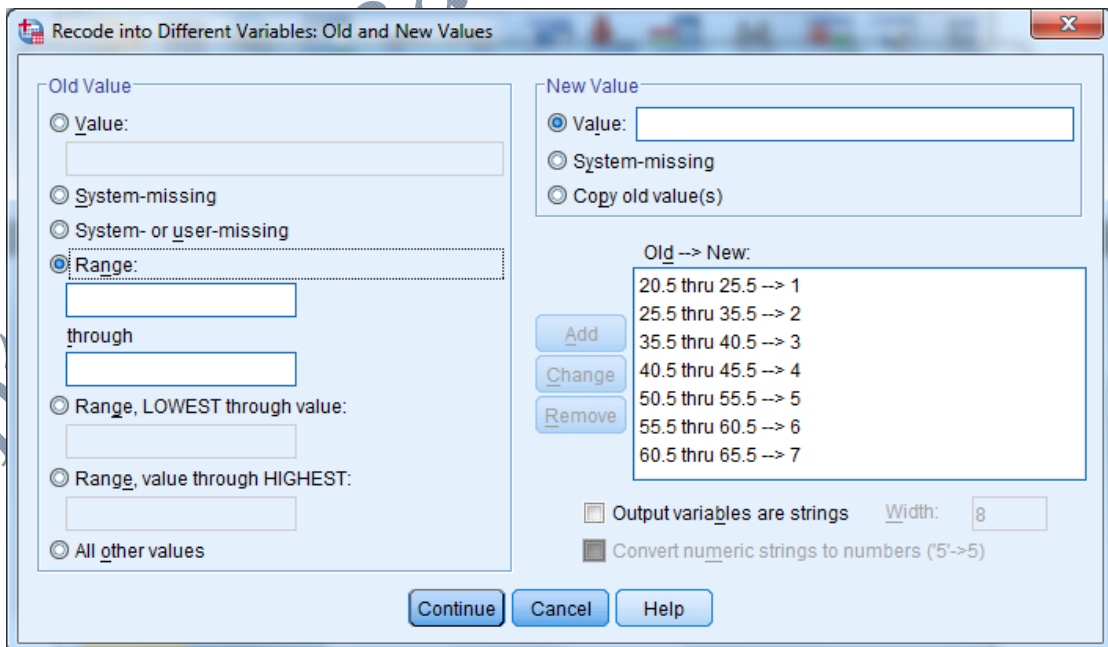 Recode into Different Variables: Old and New Values
Old Value
Value:
System-missing
System- or user-missing
Range:
through
Range, LOWEST through value:
Range, value through HIGHEST:
All other values
New Value
Value:
System-missing
Copy old value(s)
Old --> New:
20.5 thru 25.5 --> 1
25.5 thru 35.5 --> 2
35.5 thru 40.5 --> 3
40.5 thru 45.5 --> 4
50.5 thru 55.5 --> 5
55.5 thru 60.5 --> 6
60.5 thru 65.5 --> 7
Add
Change
Remove
Output variables are strings Width: 8
Convert numeric strings to numbers ('5'->5)
Continue Cancel Help